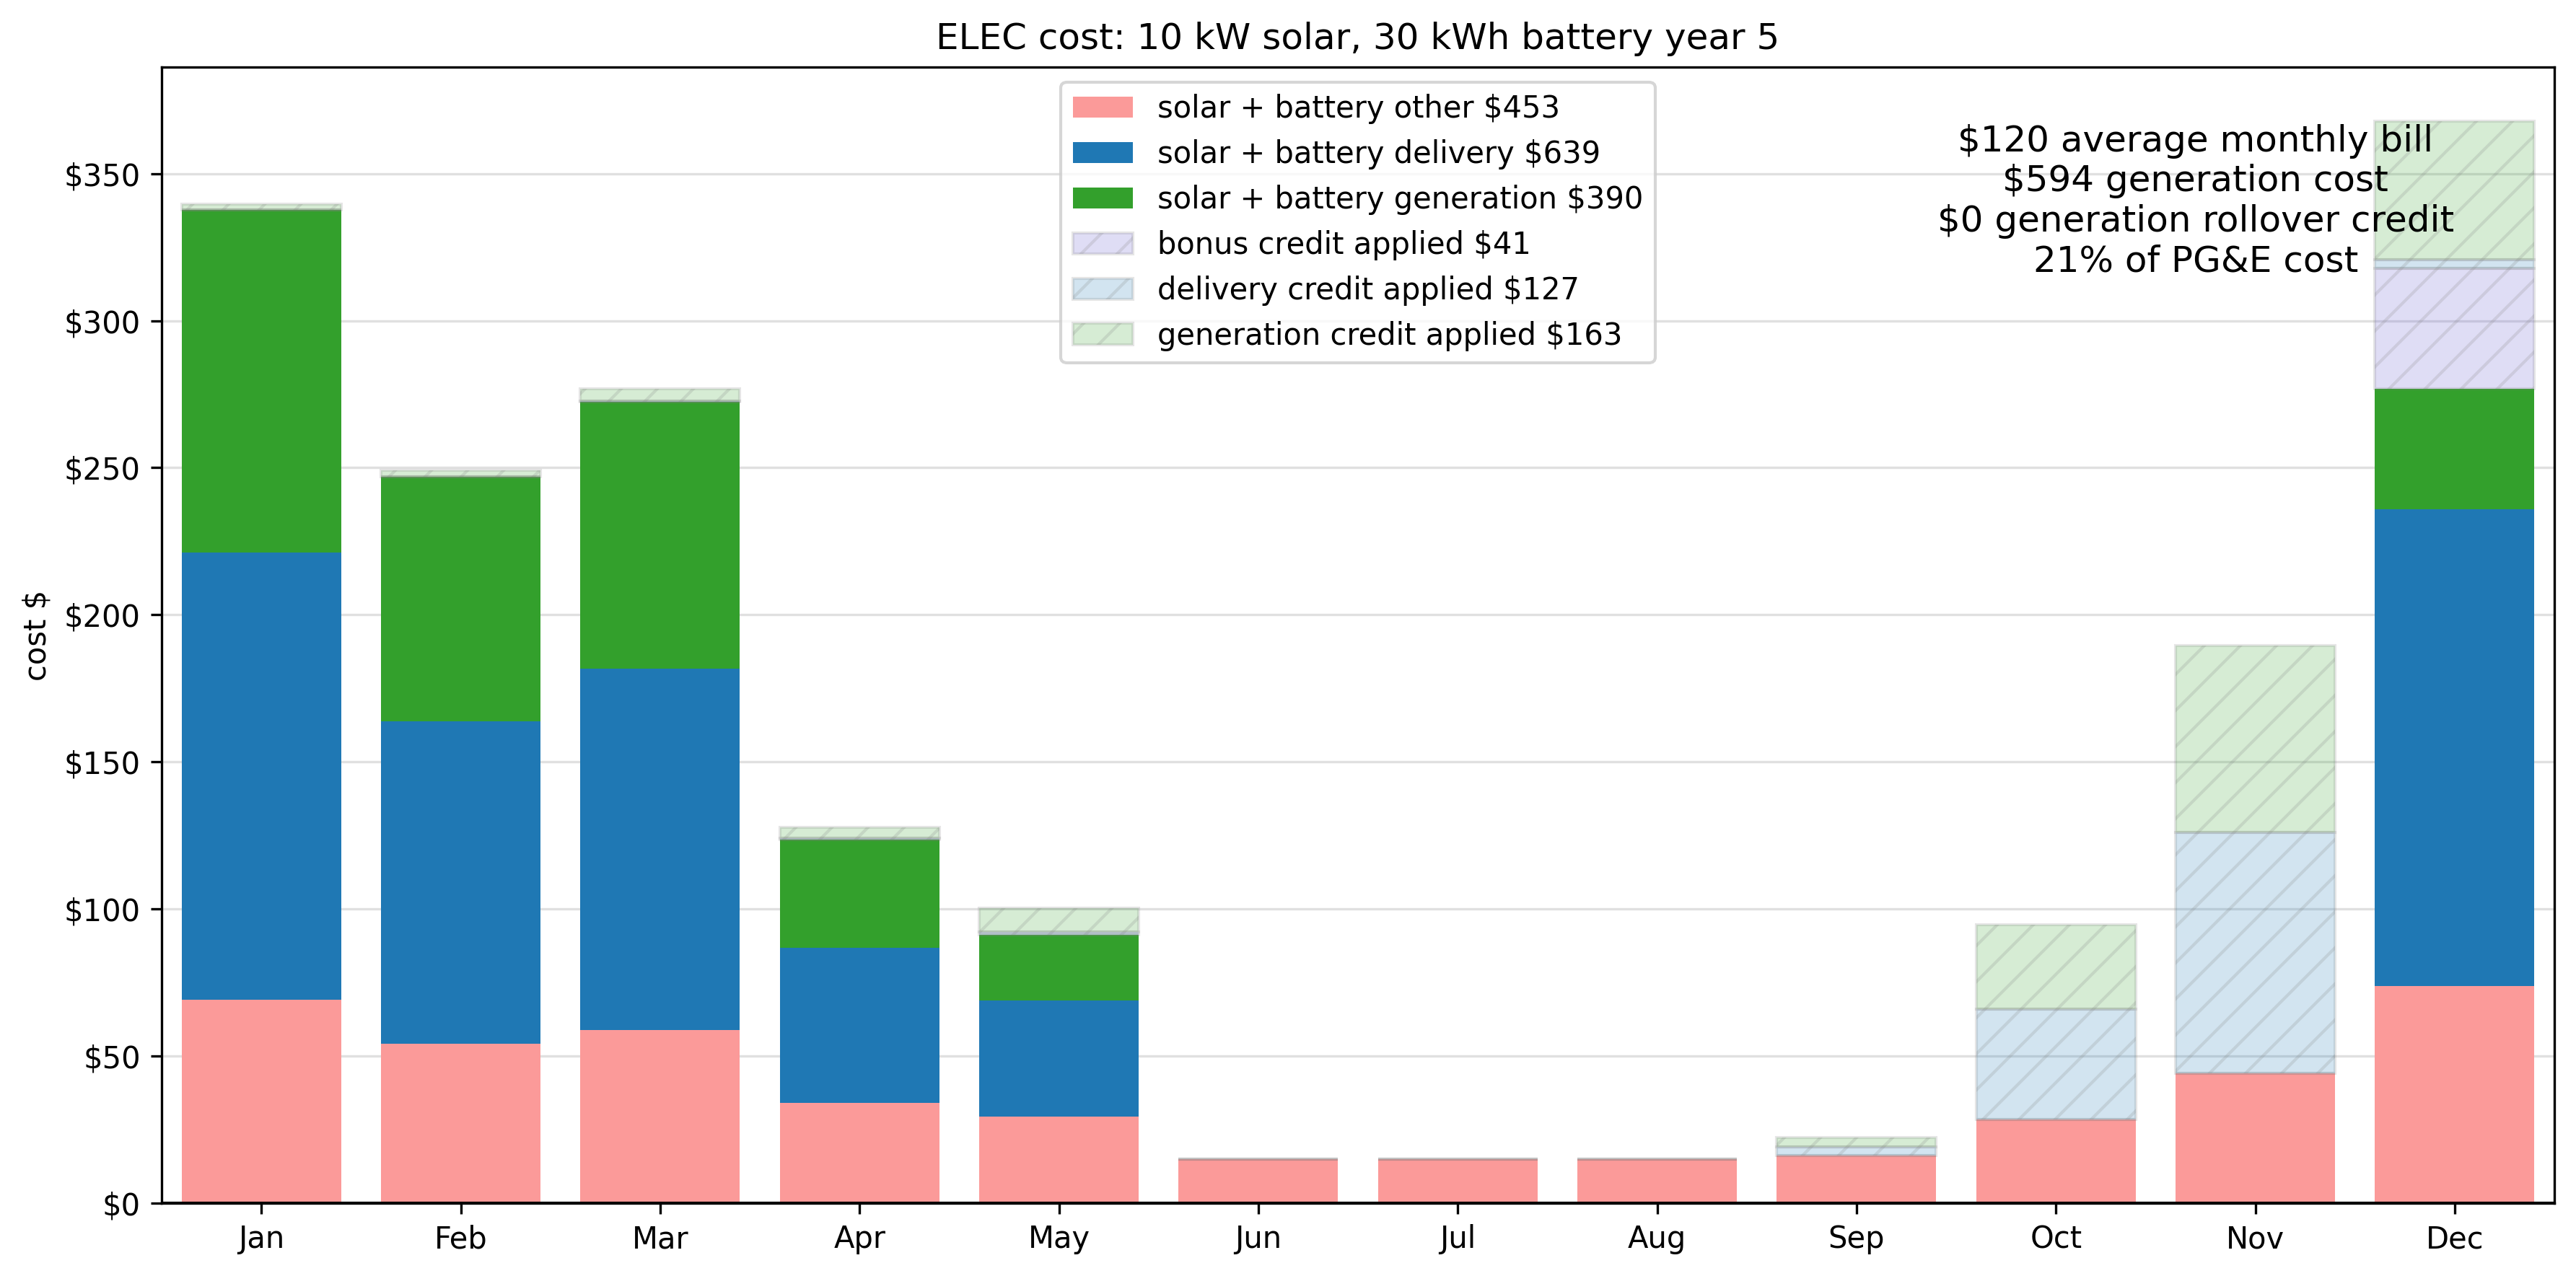 ELEC cost: 10 kW solar, 30 kWh battery year 5
solar + battery other $453
solar + battery delivery $639
solar + battery generation $390
bonus credit applied $41
delivery credit applied $127
generation credit applied $163
$120 average monthly bill
$594 generation cost
$0 generation rollover credit
21% of PG&E cost
cost $
$350
$300
$250
$200
$150
$100
$50
$0
Jan Feb Mar Apr May Jun Jul Aug Sep Oct Nov Dec